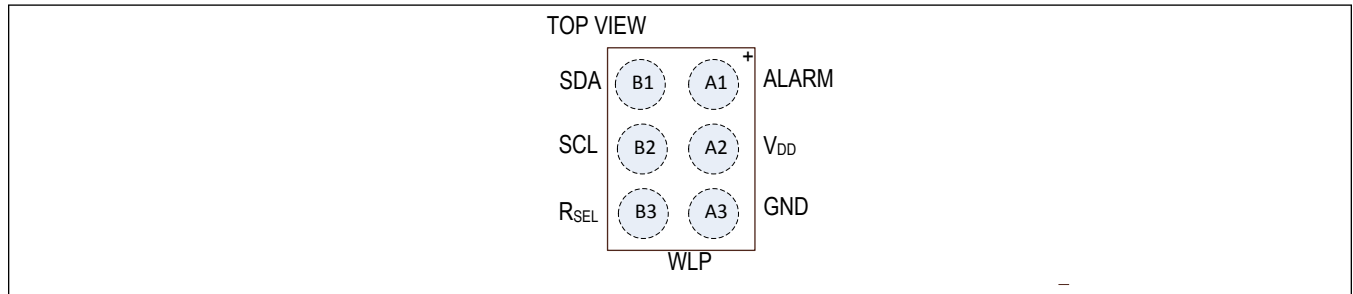 TOP VIEW
+
SDA B1 A1 ALARM
SCL B2 A2 VDD
RSEL B3 A3 GND
WLP